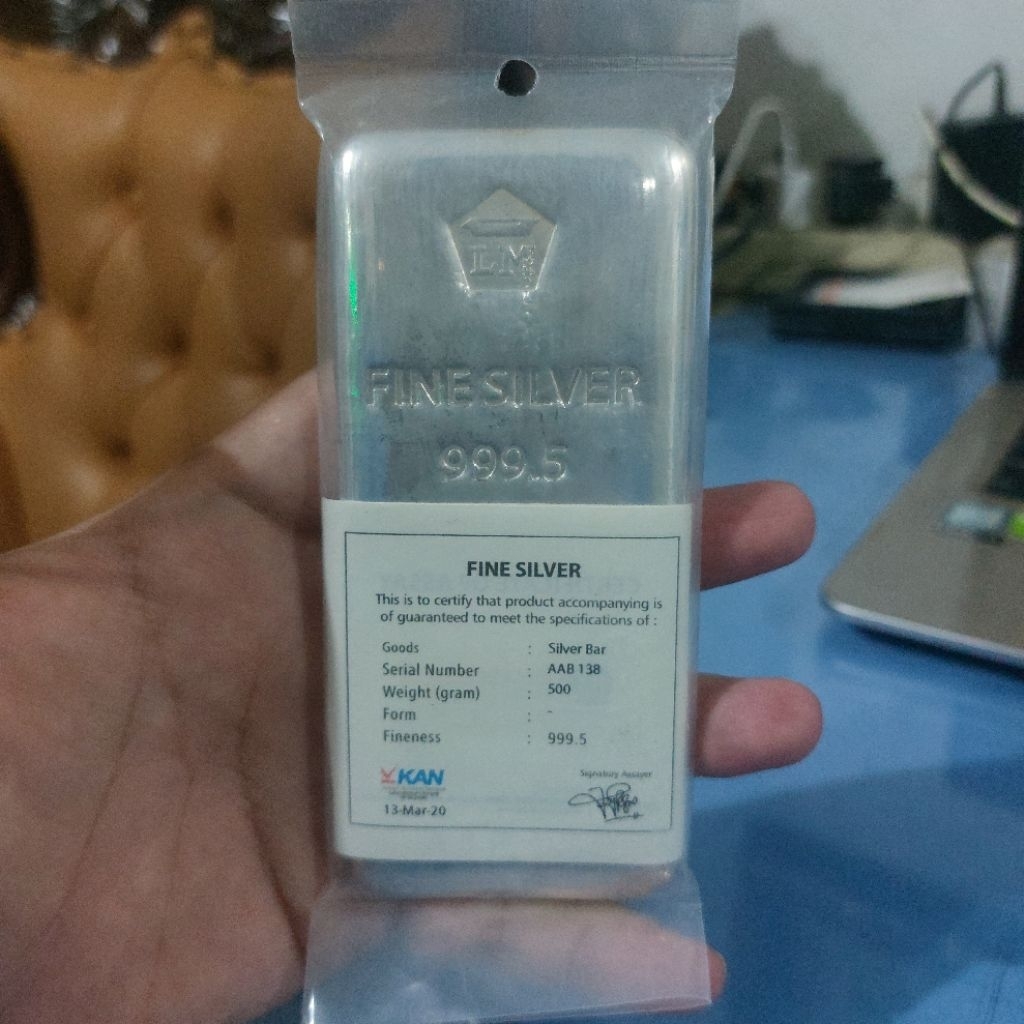 LM
FINE SILVER
999.5
FINE SILVER
This is to certify that product accompanying is
of guaranteed to meet the specifications of :
Goods : Silver Bar
Serial Number : AAB 138
Weight (gram) : 500
Form : -
Fineness : 999.5
KAN
Signatory Assayer
13-Mar-20